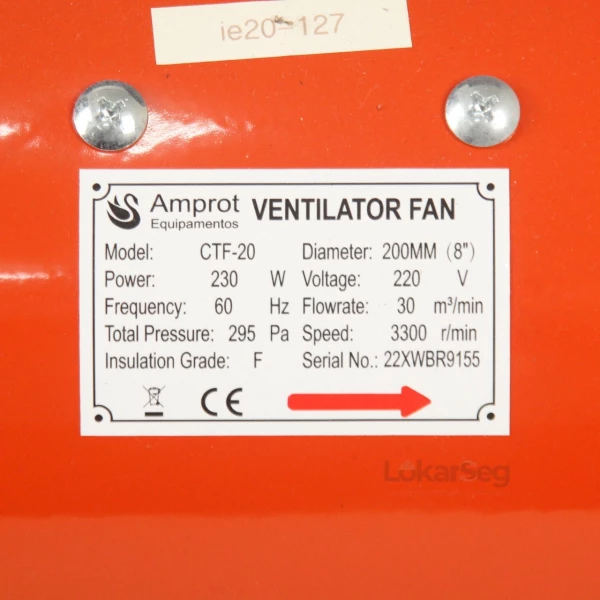 ie20-127
Amprot
Equipamentos
VENTILATOR FAN
Model: CTF-20 Diameter: 200MM (8")
Power: 230 W Voltage: 220 V
Frequency: 60 Hz Flowrate: 30 m³/min
Total Pressure: 295 Pa Speed: 3300 r/min
Insulation Grade: F Serial No.: 22XWBR9155
CE
LokarSeg